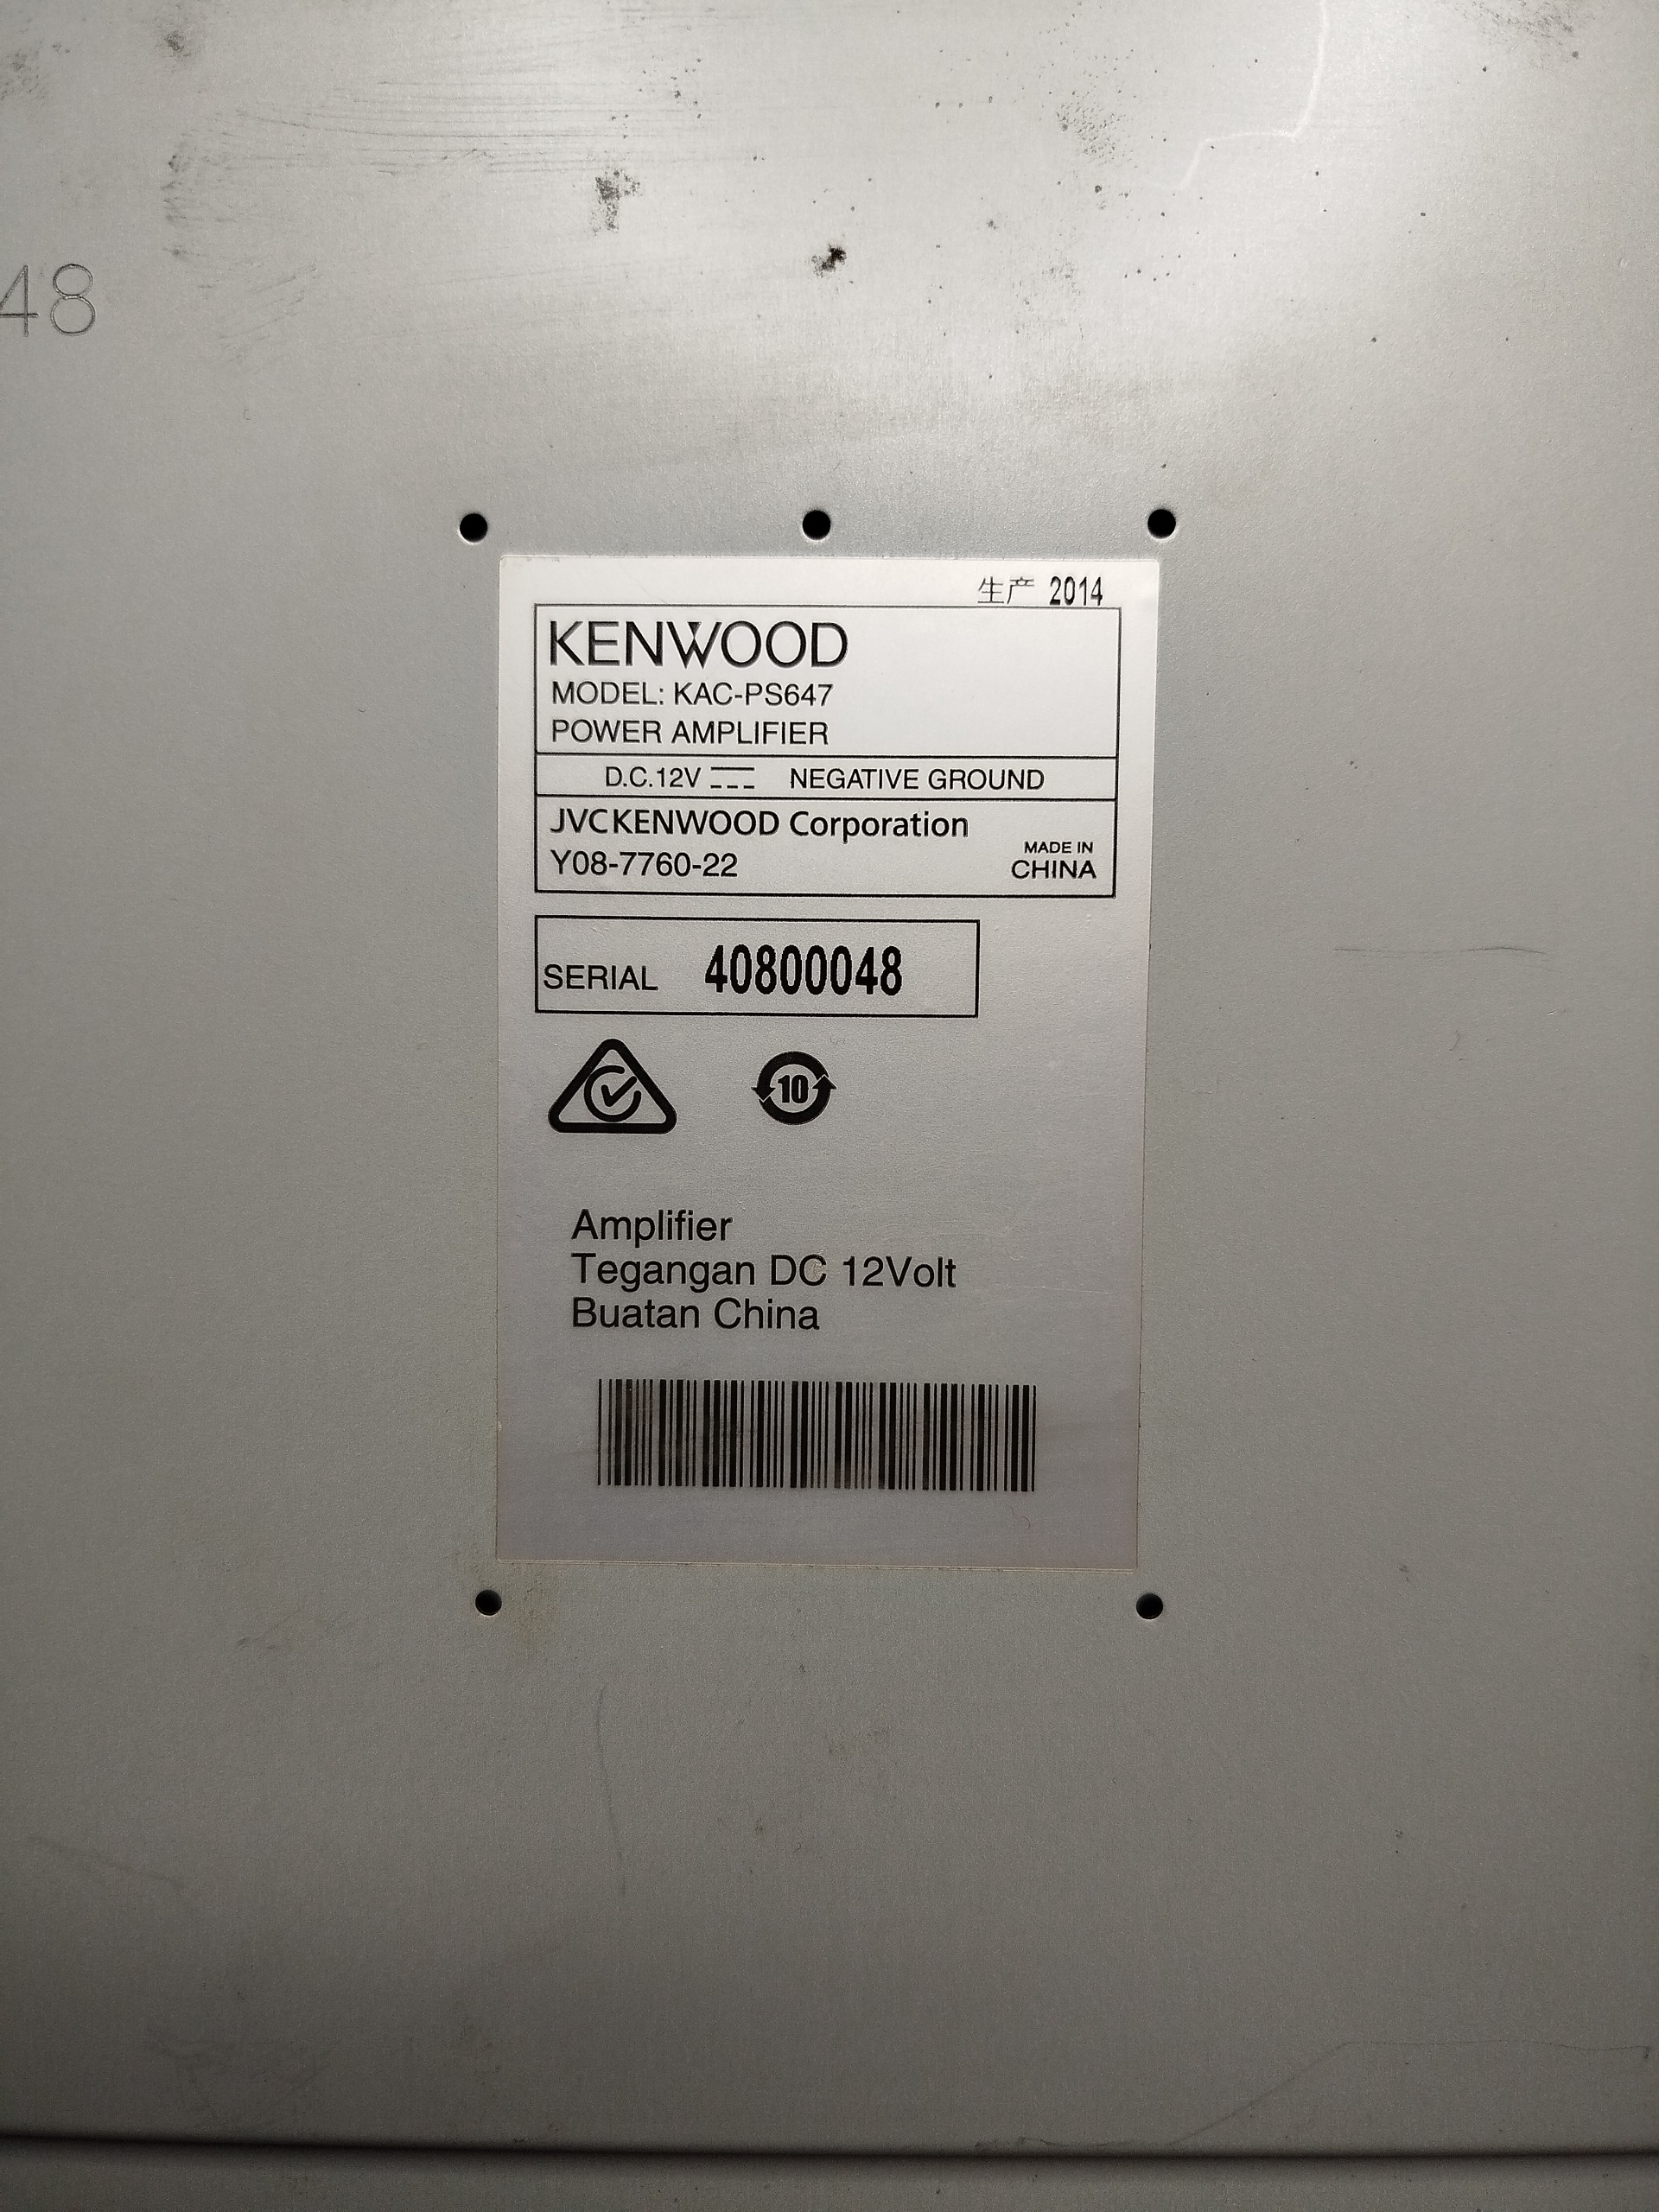 48
生产 2014
KENWOOD
MODEL: KAC-PS647
POWER AMPLIFIER
D.C.12V NEGATIVE GROUND
JVCKENWOOD Corporation
Y08-7760-22
MADE IN
CHINA
SERIAL 40800048
10
Amplifier
Tegangan DC 12Volt
Buatan China